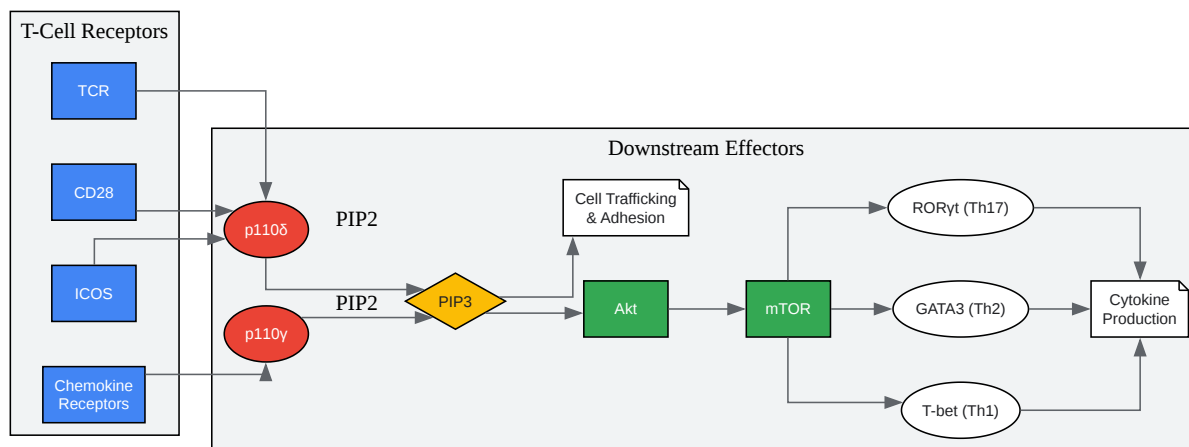 T-Cell Receptors
TCR
CD28
ICOS
Chemokine
Receptors
Downstream Effectors
p110δ
PIP2
p110γ
PIP2
PIP3
Cell Trafficking
& Adhesion
Akt
mTOR
RORγt (Th17)
GATA3 (Th2)
T-bet (Th1)
Cytokine
Production